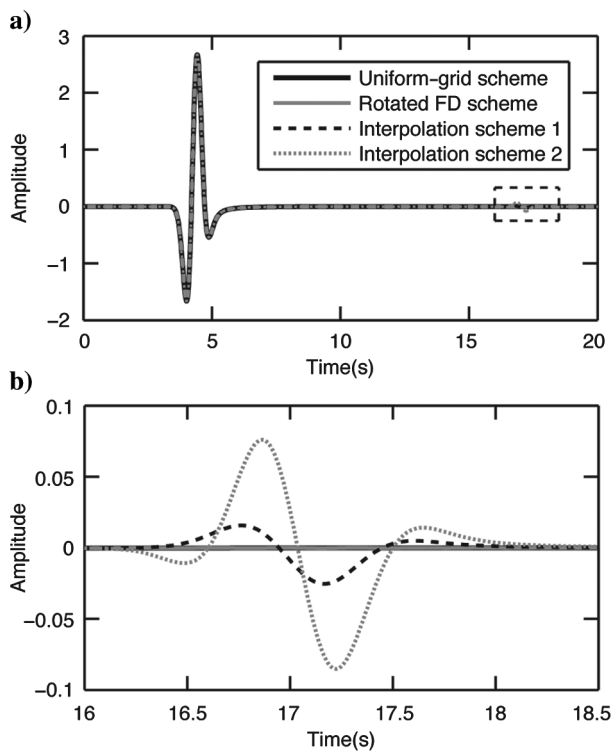 a)
3
2
1
0
−1
−2
Amplitude
Uniform−grid scheme
Rotated FD scheme
Interpolation scheme 1
Interpolation scheme 2
0
5
10
15
20
Time(s)
b)
0.1
0.05
0
−0.05
−0.1
Amplitude
16
16.5
17
17.5
18
18.5
Time(s)